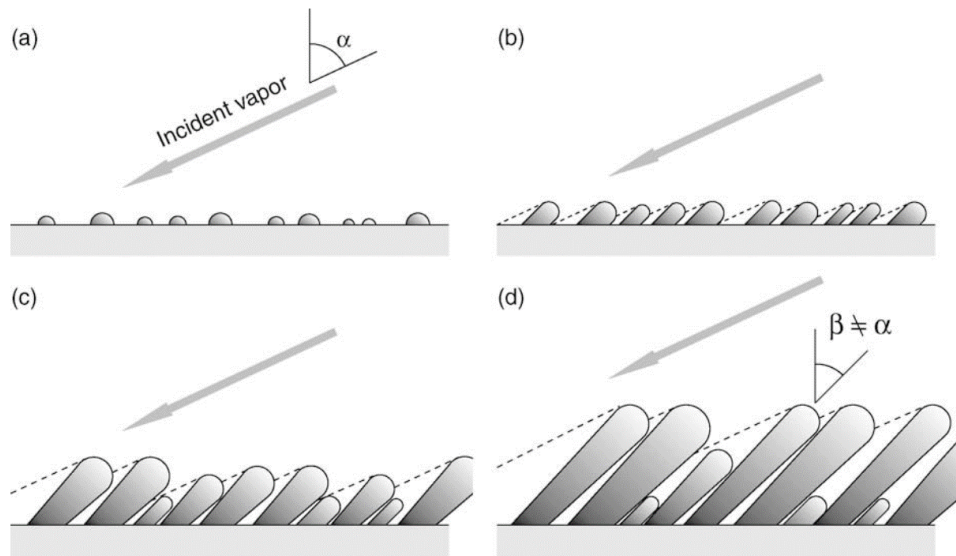 (a)
α
Incident vapor
(b)
(c)
(d)
β ≠ α